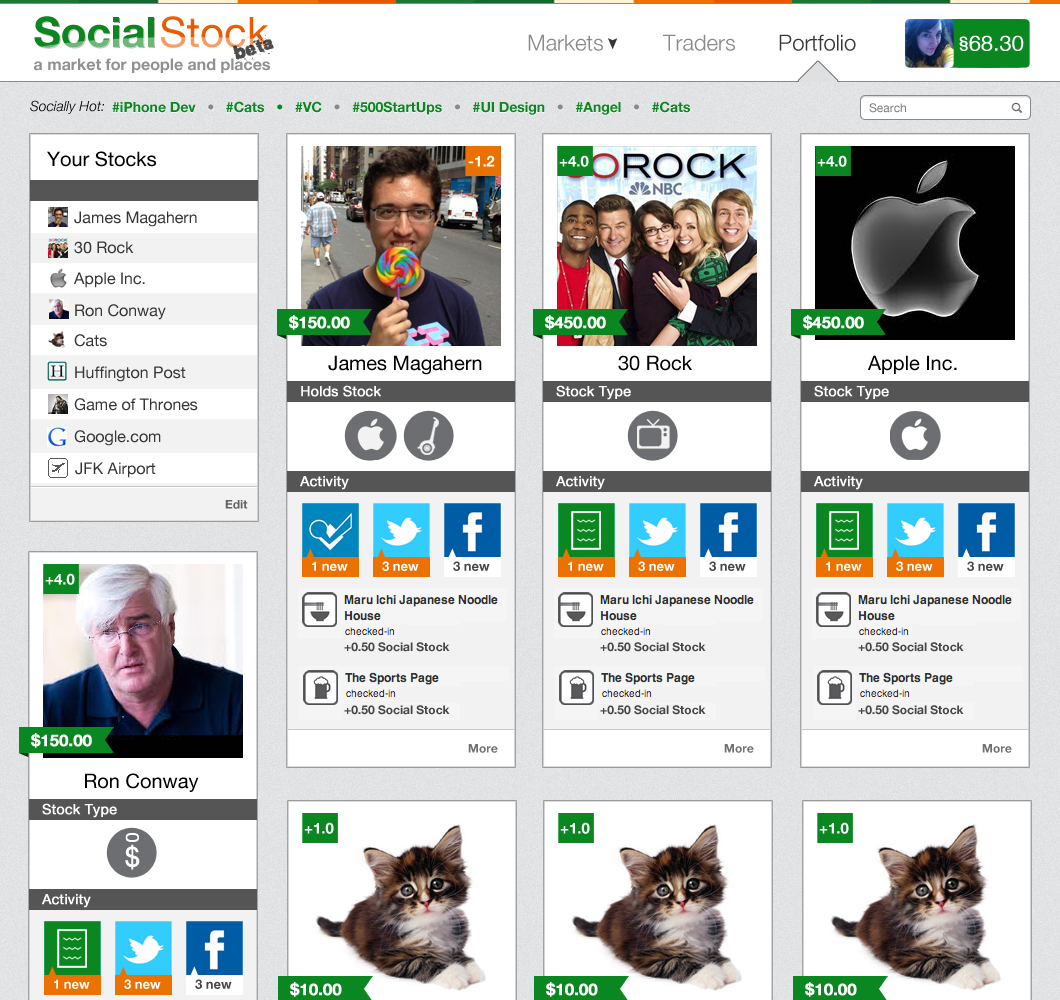 SocialStock
beta
a market for people and places
Markets ▾
Traders
Portfolio
§68.30
Socially Hot: #iPhone Dev • #Cats • #VC • #500StartUps • #UI Design • #Angel • #Cats
Search
Your Stocks
James Magahern
30 Rock
Apple Inc.
Ron Conway
Cats
H Huffington Post
Game of Thrones
G Google.com
JFK Airport
Edit
-1.2
$150.00
James Magahern
Holds Stock
Activity
1 new
3 new
3 new
Maru Ichi Japanese Noodle
House
checked-in
+0.50 Social Stock
The Sports Page
checked-in
+0.50 Social Stock
More
+4.0
30 ROCK
NBC
$450.00
30 Rock
Stock Type
Activity
1 new
3 new
3 new
Maru Ichi Japanese Noodle
House
checked-in
+0.50 Social Stock
The Sports Page
checked-in
+0.50 Social Stock
More
+4.0
$450.00
Apple Inc.
Stock Type
Activity
1 new
3 new
3 new
Maru Ichi Japanese Noodle
House
checked-in
+0.50 Social Stock
The Sports Page
checked-in
+0.50 Social Stock
More
+4.0
$150.00
Ron Conway
Stock Type
$
Activity
1 new
3 new
3 new
+1.0
$10.00
+1.0
$10.00
+1.0
$10.00